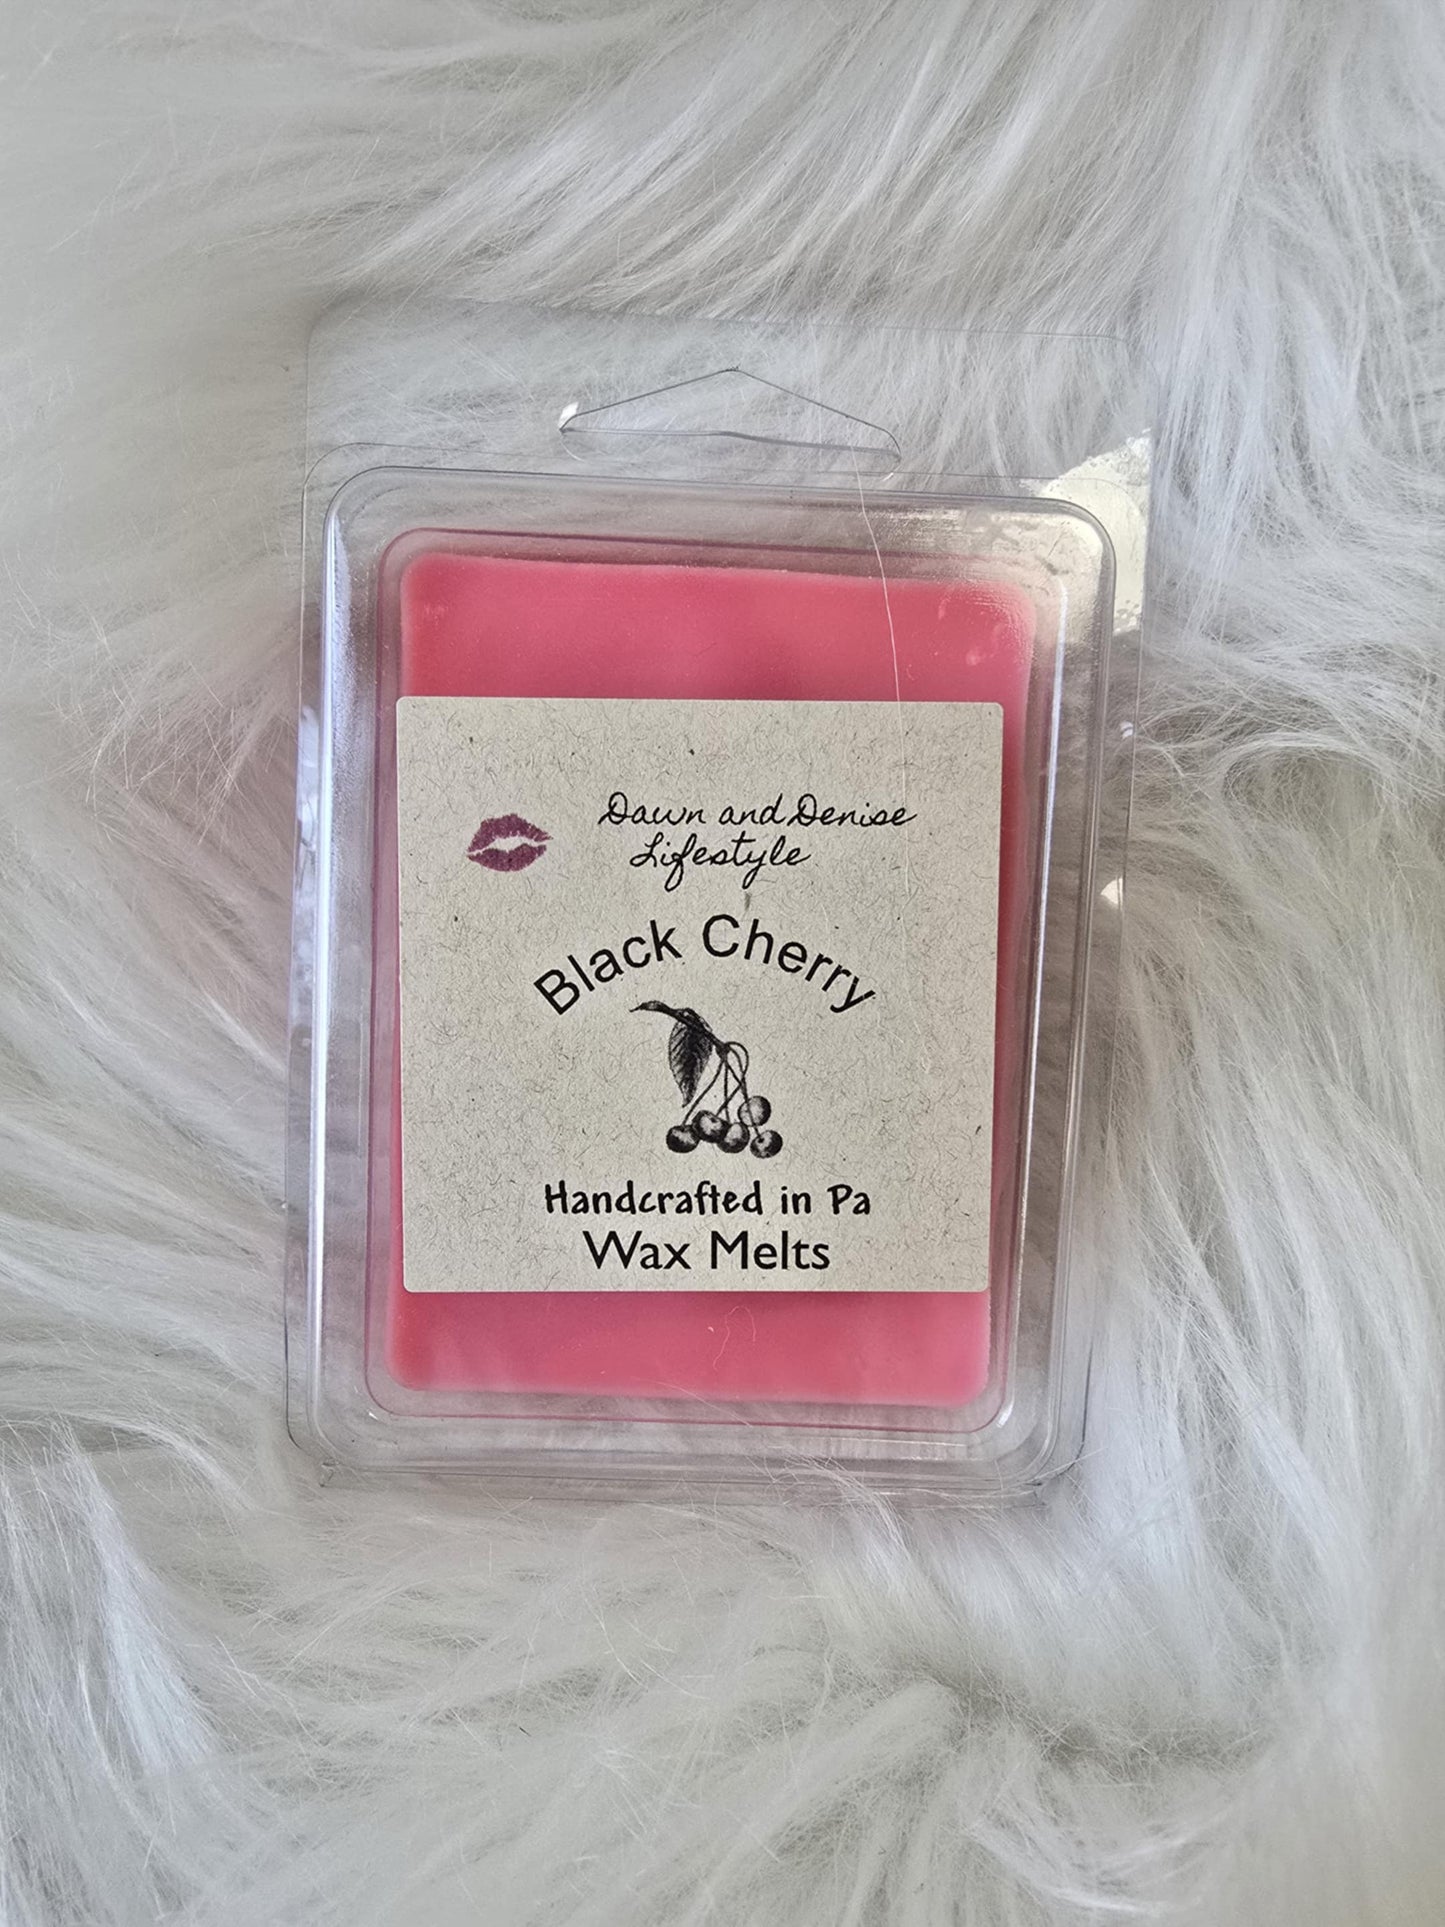 Dawn and Denise
Lifestyle
Black Cherry
Handcrafted in Pa
Wax Melts